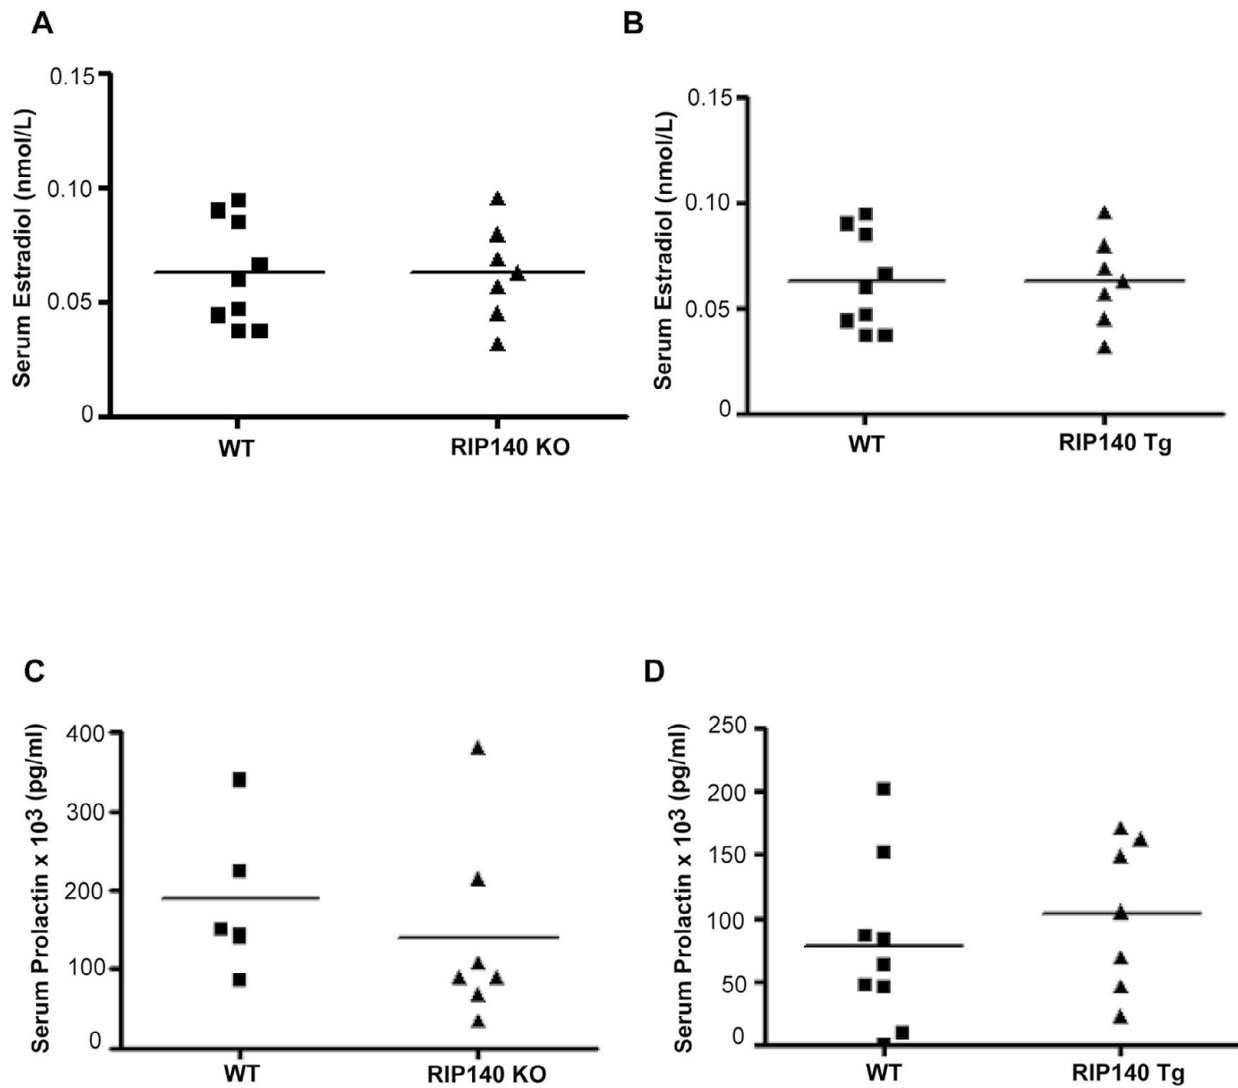 A
Serum Estradiol (nmol/L)
0.15
0.10
0.05
0
WT
RIP140 KO
B
Serum Estradiol (nmol/L)
0.15
0.10
0.05
0
WT
RIP140 Tg
C
Serum Prolactin x 10³ (pg/ml)
400
300
200
100
0
WT
RIP140 KO
D
Serum Prolactin x 10³ (pg/ml)
250
200
150
100
50
0
WT
RIP140 Tg